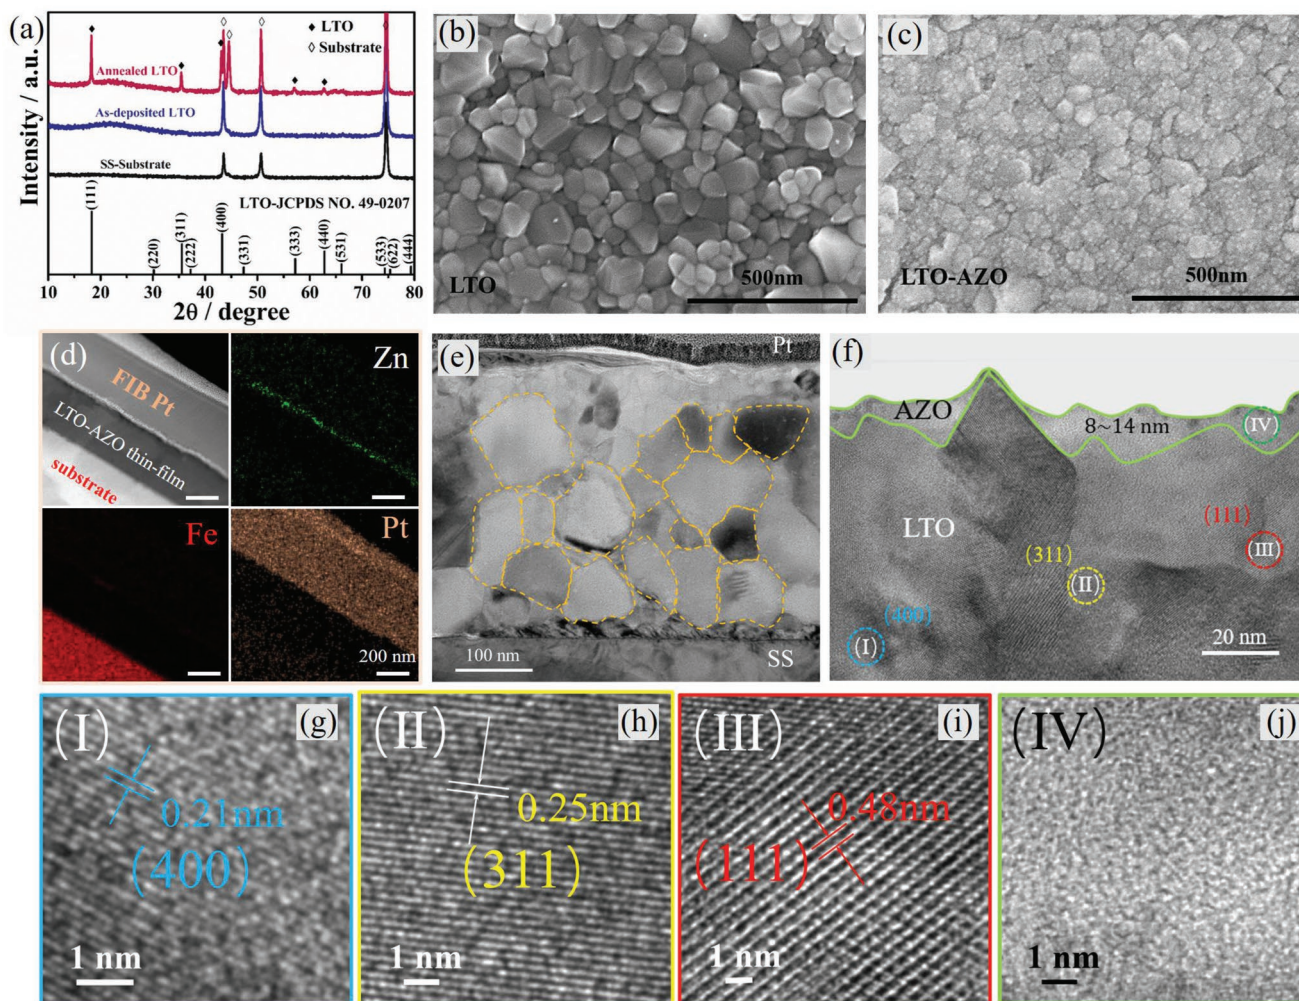 (a)
Intensity / a.u.
◆ LTO
◇ Substrate
Annealed LTO
As-deposited LTO
SS-Substrate
LTO-JCPDS NO. 49-0207
(111)
(220)
(311)
(222)
(400)
(331)
(333)
(440)
(531)
(533)
(622)
(444)
10 20 30 40 50 60 70 80
2θ / degree
(b)
LTO
500nm
(c)
LTO-AZO
500nm
(d)
FIB Pt
LTO-AZO thin-film
substrate
Zn
Fe
Pt
200 nm
(e)
Pt
100 nm
SS
(f)
AZO
8~14 nm
(IV)
LTO
(111)
(III)
(311)
(II)
(400)
(I)
20 nm
(I)
(g)
0.21nm
(400)
1 nm
(II)
(h)
0.25nm
(311)
1 nm
(III)
(i)
0.48nm
(111)
1 nm
(IV)
(j)
1 nm